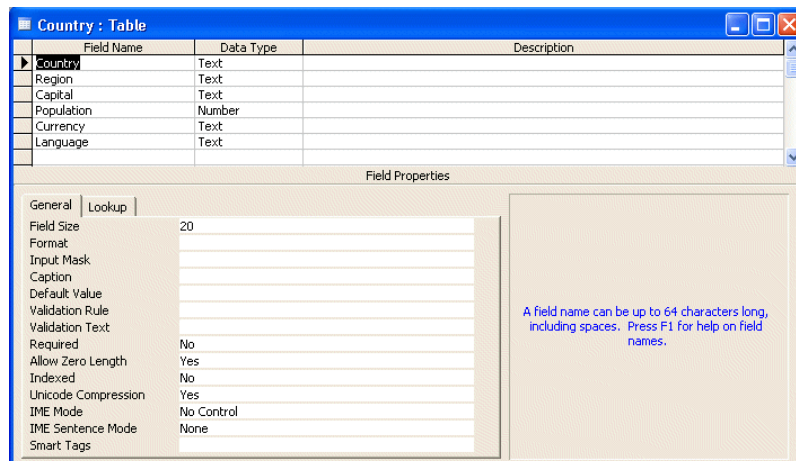 Country : Table
Field Name Data Type Description
Country Text
Region Text
Capital Text
Population Number
Currency Text
Language Text
Field Properties
General Lookup
Field Size 20
Format
Input Mask
Caption
Default Value
Validation Rule
Validation Text
Required No
Allow Zero Length Yes
Indexed No
Unicode Compression Yes
IME Mode No Control
IME Sentence Mode None
Smart Tags
A field name can be up to 64 characters long,
including spaces. Press F1 for help on field
names.